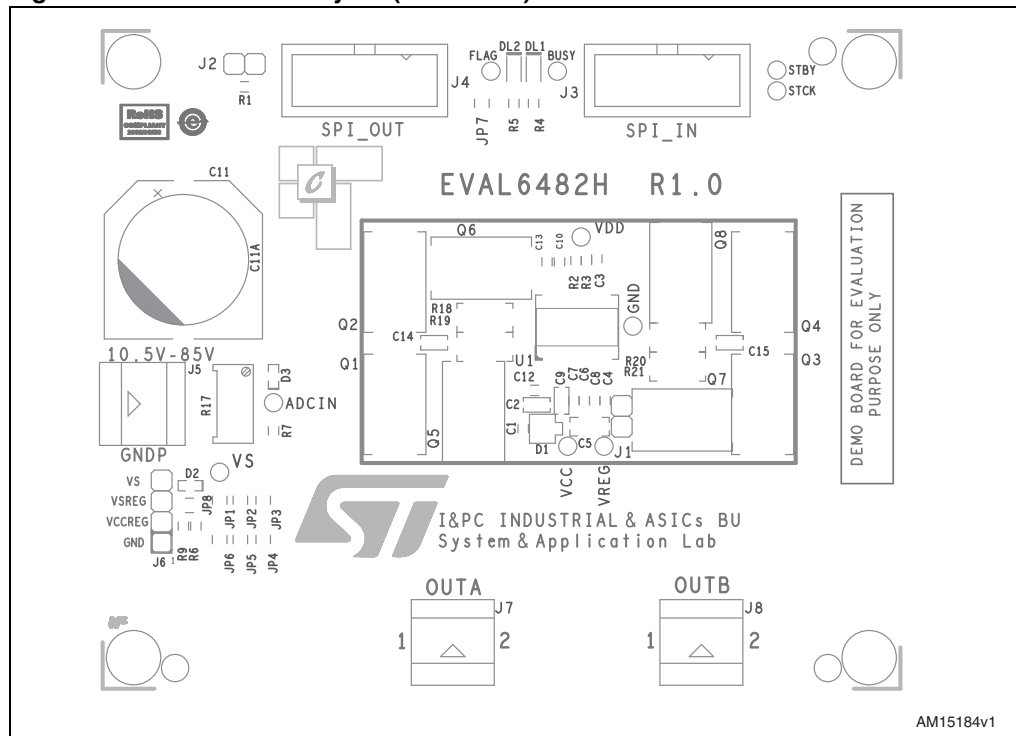 J2
R1
RoHS
COMPLIANT
SPI_OUT
J4
FLAG
DL2 DL1
BUSY
JP7
R5
R4
J3
SPI_IN
STBY
STCK
EVAL6482H R1.0
C11
C11A
10.5V-85V
J5
GNDP
R17
D3
ADCIN
R7
VS
VS
VSREG
VCCREG
GND
J6 1
D2
R9
R6
JP8
JP1
JP2
JP3
JP6
JP5
JP4
Q6
C13
C10
VDD
R2
R3
C3
Q8
GND
R18
R19
Q2
Q1
C14
U1
R20
R21
C15
Q4
Q3
C12
C9
C7
C6
C8
C4
Q7
C2
C1
D1
C5
J1
Q5
VCC
VREG
DEMO BOARD FOR EVALUATION
PURPOSE ONLY
ST
I&PC INDUSTRIAL & ASICs BU
System & Application Lab
OUTA
J7
1
2
OUTB
J8
1
2
AM15184v1